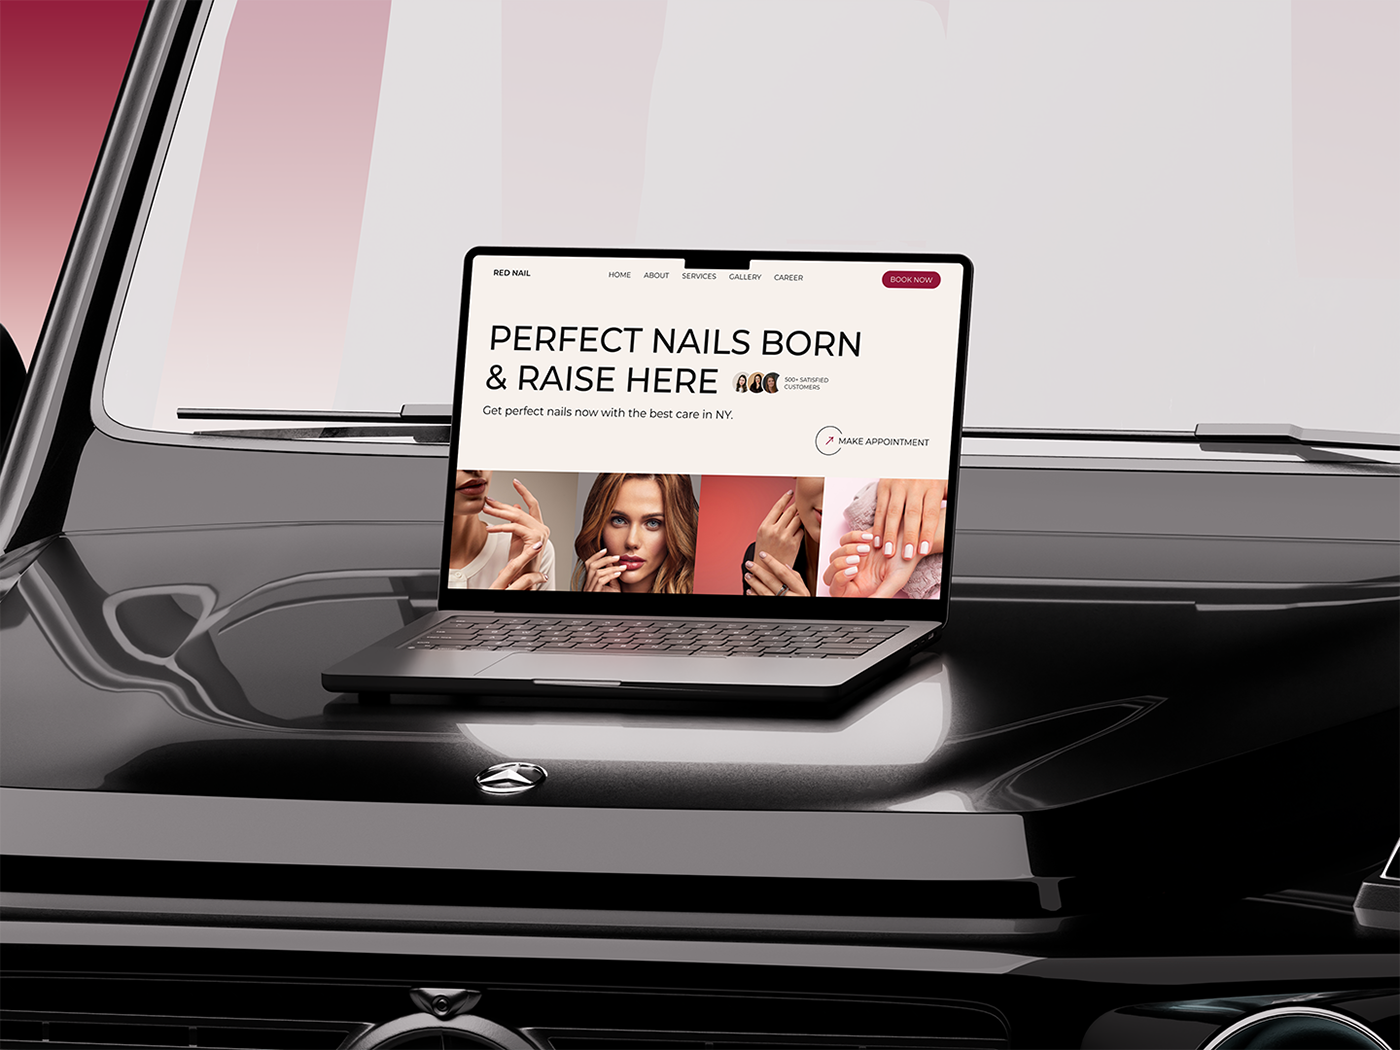 RED NAIL
HOME ABOUT SERVICES GALLERY CAREER
BOOK NOW
PERFECT NAILS BORN
& RAISE HERE
500+ SATISFIED
CUSTOMERS
Get perfect nails now with the best care in NY.
MAKE APPOINTMENT